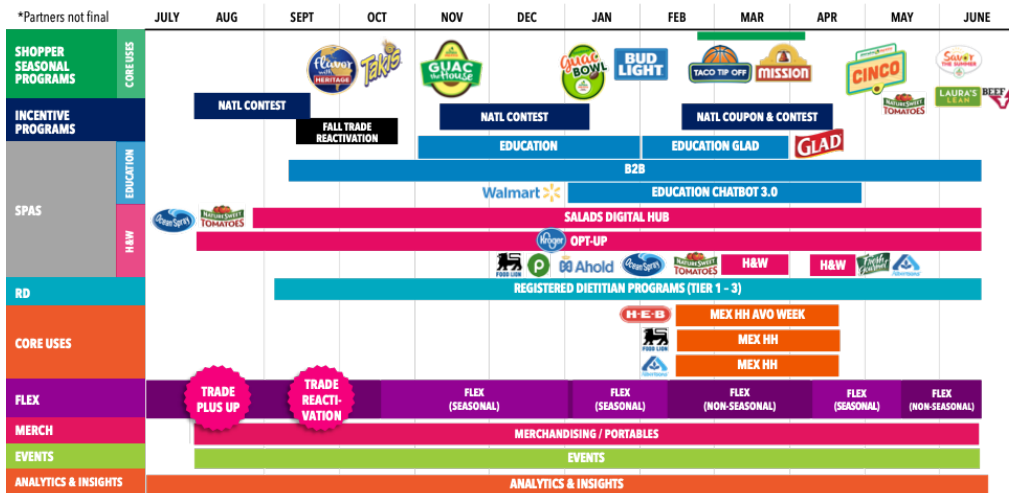 *Partners not final
JULY AUG SEPT OCT NOV DEC JAN FEB MAR APR MAY JUNE
SHOPPER
SEASONAL
PROGRAMS
CORE USES
Flavor
with
HERITAGE
Takis
GUAC
the House
Guac
BOWL
BUD
LIGHT
TACO TIP OFF
MISSION
CINCO
Savor
THE SUMMER
INCENTIVE
PROGRAMS
NATL CONTEST
FALL TRADE
REACTIVATION
NATL CONTEST
NATL COUPON & CONTEST
NATURESWEET
TOMATOES
LAURA'S
LEAN
BEEF
SPAS
EDUCATION
EDUCATION
EDUCATION GLAD
GLAD
B2B
Walmart
EDUCATION CHATBOT 3.0
H&W
Ocean Spray
NATURESWEET
TOMATOES
SALADS DIGITAL HUB
Kroger
OPT-UP
FOOD LION
P
Ahold
Ocean Spray
NATURESWEET
TOMATOES
H&W
H&W
Fresh
Gourmet
Albertsons
RD
REGISTERED DIETITIAN PROGRAMS (TIER 1 – 3)
CORE USES
H-E-B
MEX HH AVO WEEK
FOOD LION
MEX HH
Albertsons
MEX HH
FLEX
TRADE
PLUS UP
TRADE
REACTI-
VATION
FLEX
(SEASONAL)
FLEX
(SEASONAL)
FLEX
(NON-SEASONAL)
FLEX
(SEASONAL)
FLEX
(NON-SEASONAL)
MERCH
MERCHANDISING / PORTABLES
EVENTS
EVENTS
ANALYTICS & INSIGHTS
ANALYTICS & INSIGHTS